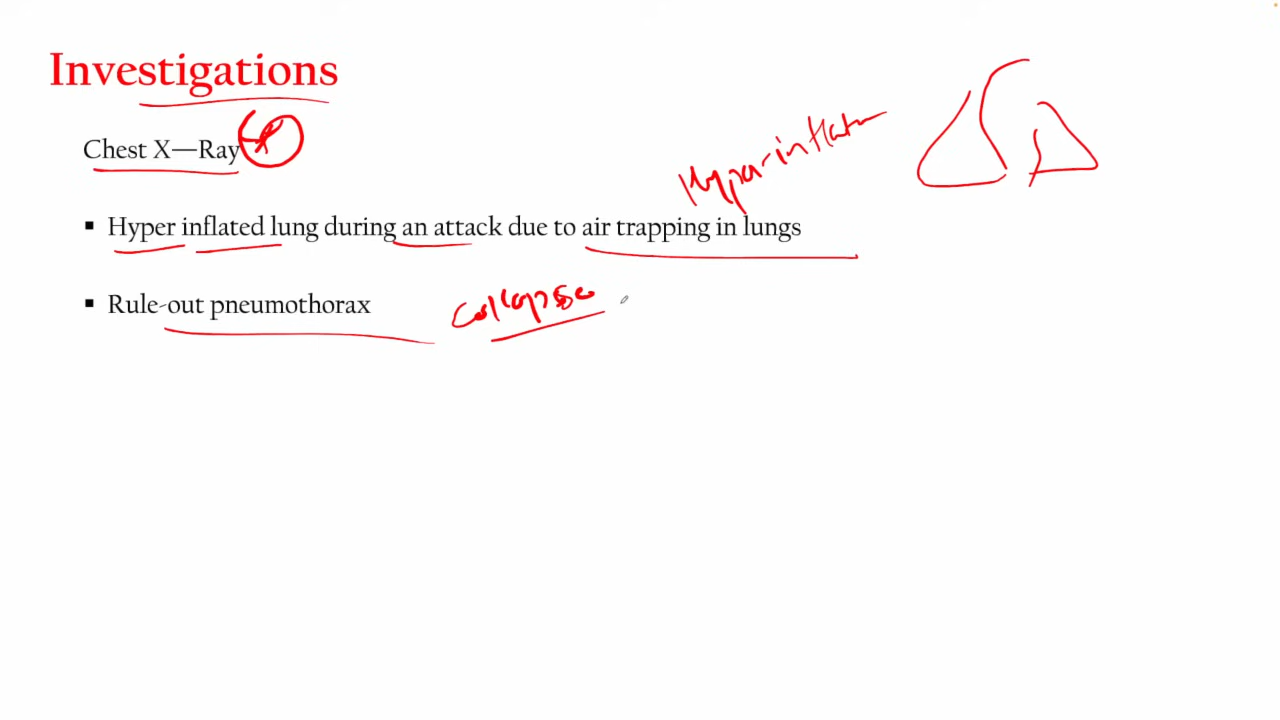 Investigations
Chest X—Ray
Hyper-inflation
▪ Hyper inflated lung during an attack due to air trapping in lungs
▪ Rule-out pneumothorax
collapse